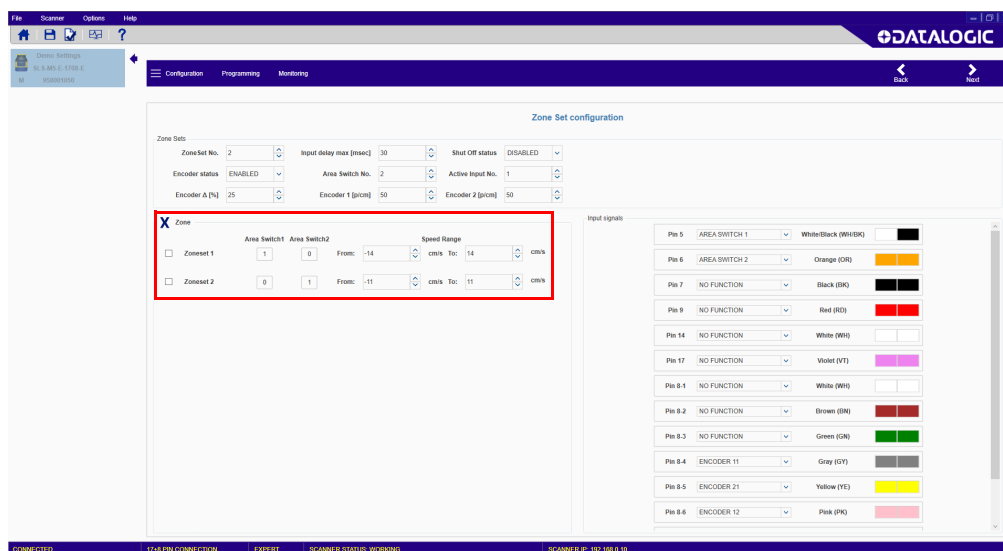 File Scanner Options Help
DATALOGIC
Demo Settings
SLS-M5-E-1708-E
M
Configuration Programming Monitoring
Back Next
Zone Set configuration
Zone Sets
ZoneSet No. 2 Input delay max [msec] 30 Shut Off status DISABLED
Encoder status ENABLED Area Switch No. 2 Active Input No. 1
Encoder Δ [%] 25 Encoder 1 [p/cm] 50 Encoder 2 [p/cm] 50
X Zone
Area Switch1 Area Switch2 Speed Range
Zoneset 1 1 0 From: -14 cm/s To: 14 cm/s
Zoneset 2 0 1 From: -11 cm/s To: 11 cm/s
Input signals
Pin 5 AREA SWITCH 1 White/Black (WH/BK)
Pin 6 AREA SWITCH 2 Orange (OR)
Pin 7 NO FUNCTION Black (BK)
Pin 9 NO FUNCTION Red (RD)
Pin 14 NO FUNCTION White (WH)
Pin 17 NO FUNCTION Violet (VT)
Pin 8-1 NO FUNCTION White (WH)
Pin 8-2 NO FUNCTION Brown (BN)
Pin 8-3 NO FUNCTION Green (GN)
Pin 8-4 ENCODER 11 Gray (GY)
Pin 8-5 ENCODER 21 Yellow (YE)
Pin 8-6 ENCODER 12 Pink (PK)
CONNECTED 17+8 PIN CONNECTION EXPERT SCANNER STATUS: WORKING SCANNER IP: 192.168.0.10